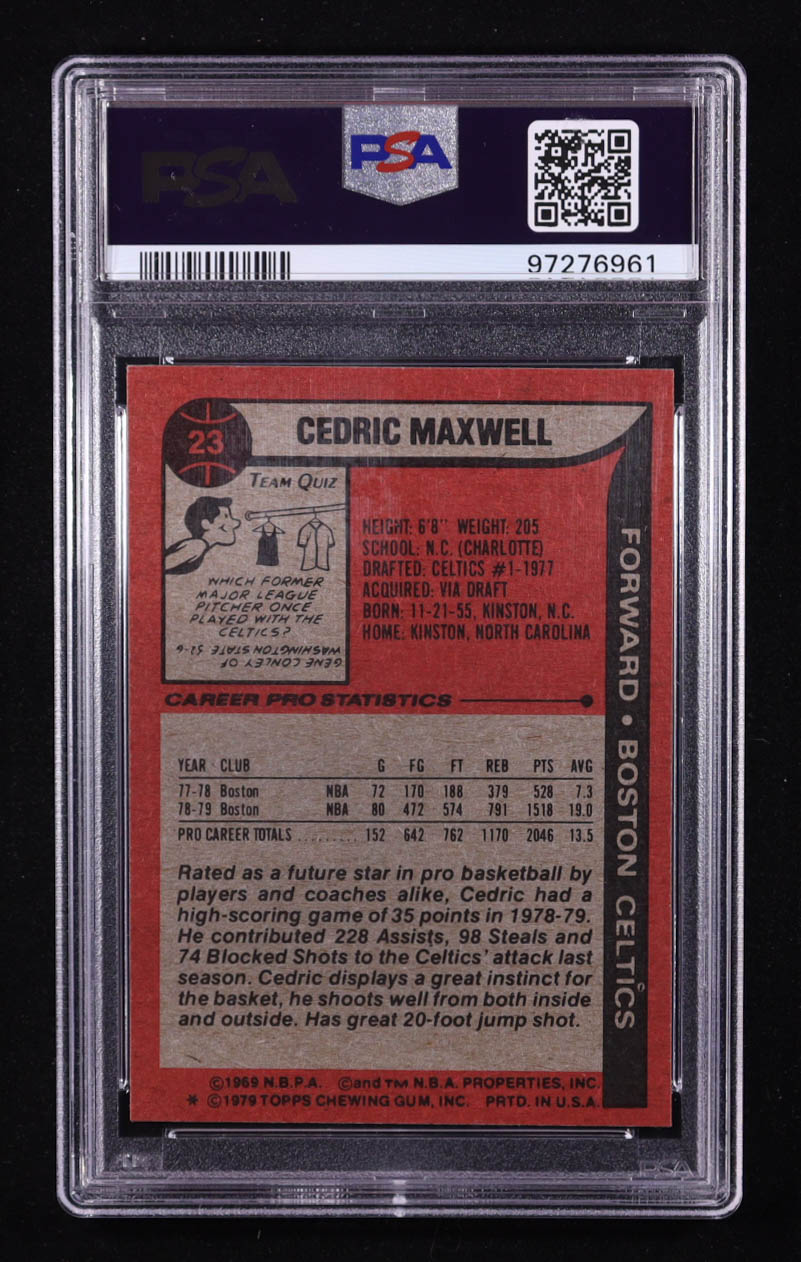 PSA
PSA
97276961
23
CEDRIC MAXWELL
TEAM QUIZ
WHICH FORMER
MAJOR LEAGUE
PITCHER ONCE
PLAYED WITH THE
CELTICS?
GENE CONLEY OF
WASHINGTON STATE
HEIGHT: 6'8" WEIGHT: 205
SCHOOL: N.C. (CHARLOTTE)
DRAFTED: CELTICS #1-1977
ACQUIRED: VIA DRAFT
BORN: 11-21-55, KINSTON, N.C.
HOME: KINSTON, NORTH CAROLINA
FORWARD • BOSTON CELTICS
CAREER PRO STATISTICS
YEAR CLUB G FG FT REB PTS AVG
77-78 Boston NBA 72 170 188 379 528 7.3
78-79 Boston NBA 80 472 574 791 1518 19.0
PRO CAREER TOTALS ......... 152 642 762 1170 2046 13.5
Rated as a future star in pro basketball by
players and coaches alike, Cedric had a
high-scoring game of 35 points in 1978-79.
He contributed 228 Assists, 98 Steals and
74 Blocked Shots to the Celtics' attack last
season. Cedric displays a great instinct for
the basket, he shoots well from both inside
and outside. Has great 20-foot jump shot.
©1969 N.B.P.A. ©and TM N.B.A. PROPERTIES, INC.
* ©1979 TOPPS CHEWING GUM, INC. PRTD. IN U.S.A.
PSA